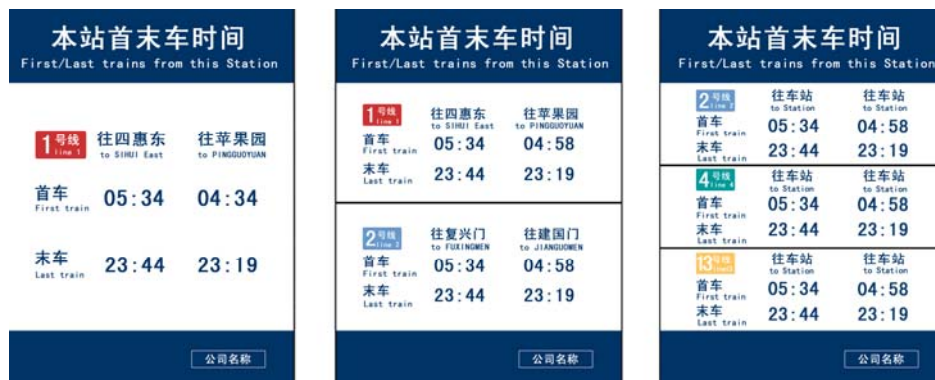 本站首末车时间
First/Last trains from this Station
1号线 往四惠东 往苹果园
line 1 to SIHUI East to PINGGUOYUAN
首车 05:34 04:34
First train
末车 23:44 23:19
Last train
公司名称
本站首末车时间
First/Last trains from this Station
1号线 往四惠东 往苹果园
line 1 to SIHUI East to PINGGUOYUAN
首车 05:34 04:58
First train
末车 23:44 23:19
Last train
2号线 往复兴门 往建国门
line 2 to FUXINGMEN to JIANGUOMEN
首车 05:34 04:58
First train
末车 23:44 23:19
Last train
公司名称
本站首末车时间
First/Last trains from this Station
2号线 往车站 往车站
line 2 to Station to Station
首车 05:34 04:58
First train
末车 23:44 23:19
Last train
4号线 往车站 往车站
line 4 to Station to Station
首车 05:34 04:58
First train
末车 23:44 23:19
Last train
13号线 往车站 往车站
line13 to Station to Station
首车 05:34 04:58
First train
末车 23:44 23:19
Last train
公司名称